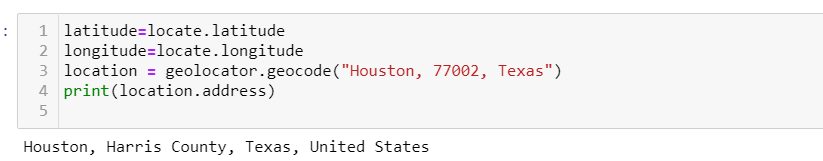 :
1 latitude=locate.latitude
2 longitude=locate.longitude
3 location = geolocator.geocode("Houston, 77002, Texas")
4 print(location.address)
5
Houston, Harris County, Texas, United States